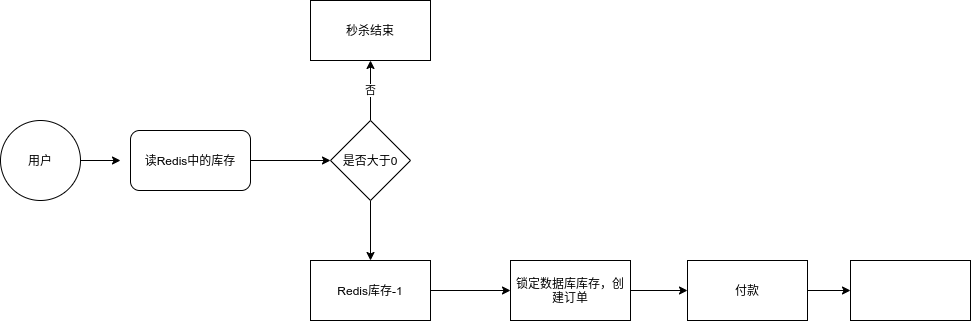 秒杀结束
否
用户
读Redis中的库存
是否大于0
Redis库存-1
锁定数据库库存，创
建订单
付款